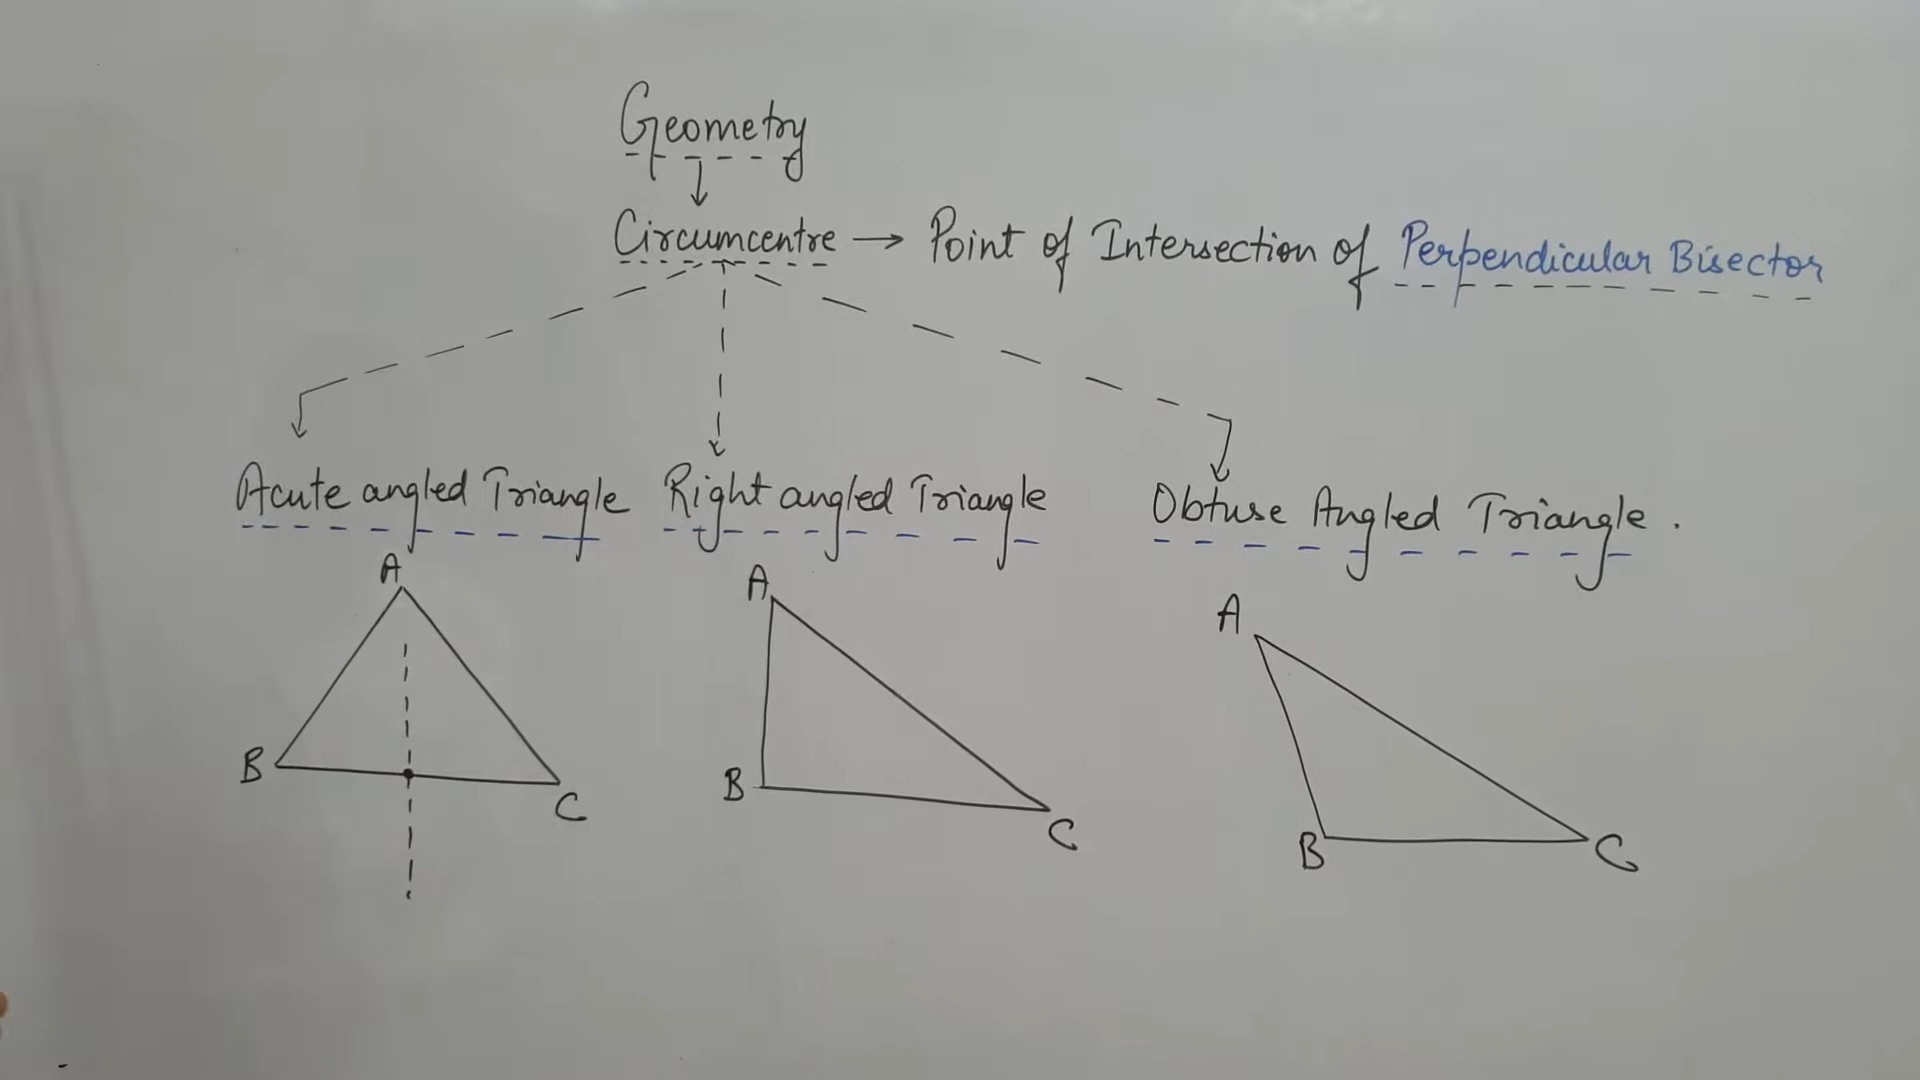 Geometry
Circumcentre → Point of Intersection of Perpendicular Bisector
Acute angled Triangle Right angled Triangle Obtuse Angled Triangle.
A A A
B C B C B C